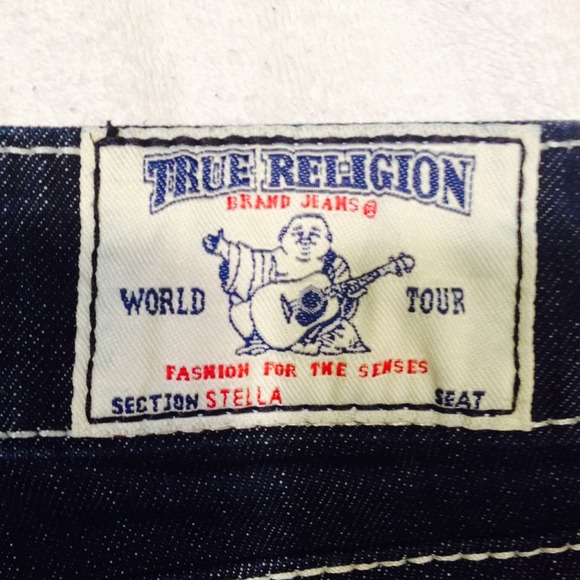 TRUE RELIGION
BRAND JEANS®
WORLD TOUR
FASHION FOR THE SENSES
SECTION STELLA SEAT